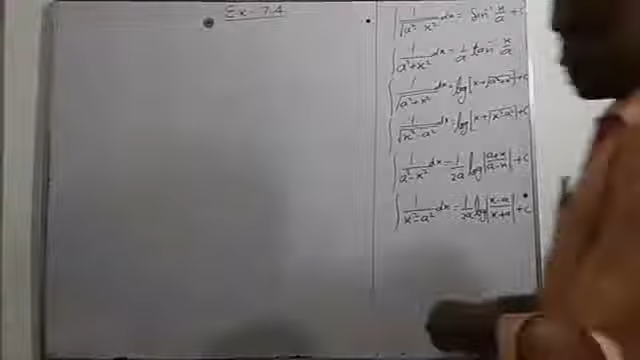 Ex - 7.4
∫ 1/√(a²-x²) dx = sin⁻¹ x/a + c
∫ 1/(a²+x²) dx = 1/a tan⁻¹ x/a
∫ 1/√(a²+x²) dx = log|x+√(a²+x²)|+c
∫ 1/√(x²-a²) dx = log|x+√(x²-a²)|+c
∫ 1/(a²-x²) dx = 1/2a log|(a+x)/(a-x)|+c
∫ 1/(x²-a²) dx = 1/2a log|(x-a)/(x+a)|+c